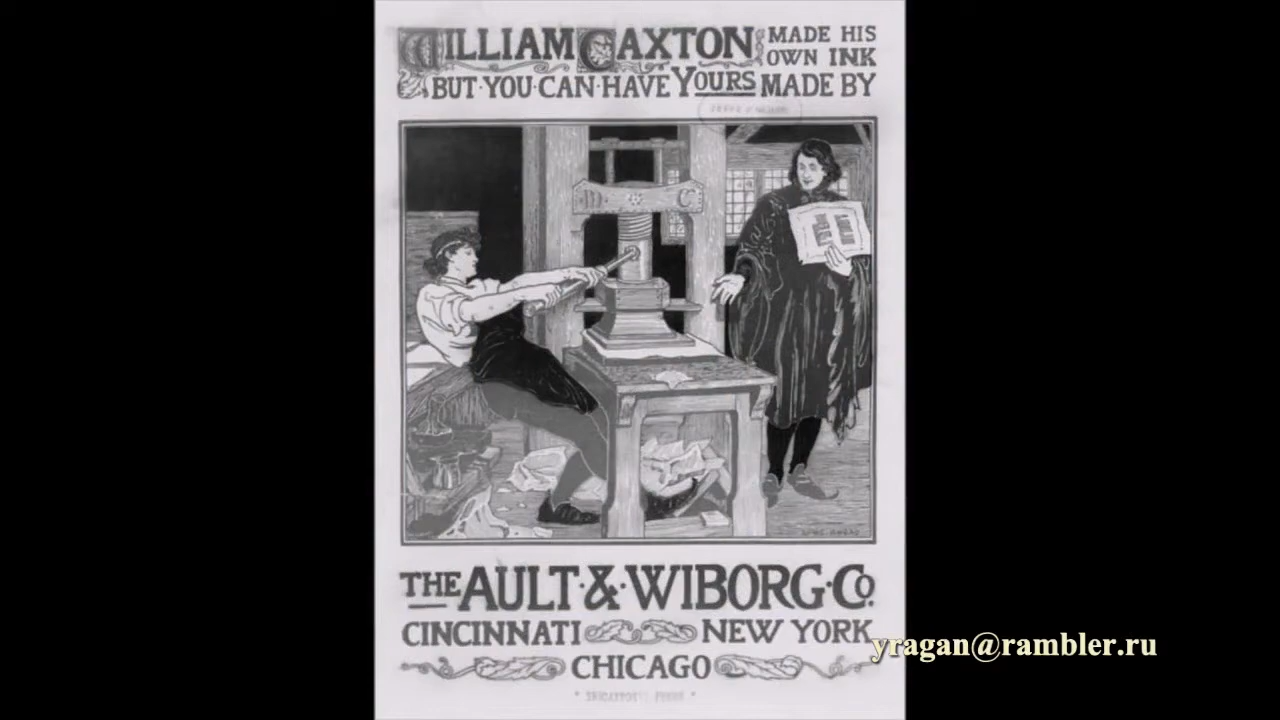 WILLIAM CAXTON MADE HIS
OWN INK
BUT·YOU·CAN·HAVE YOURS MADE BY
W C
THE AULT·&·WIBORG·Co.
CINCINNATI NEW YORK
CHICAGO
yragan@rambler.ru